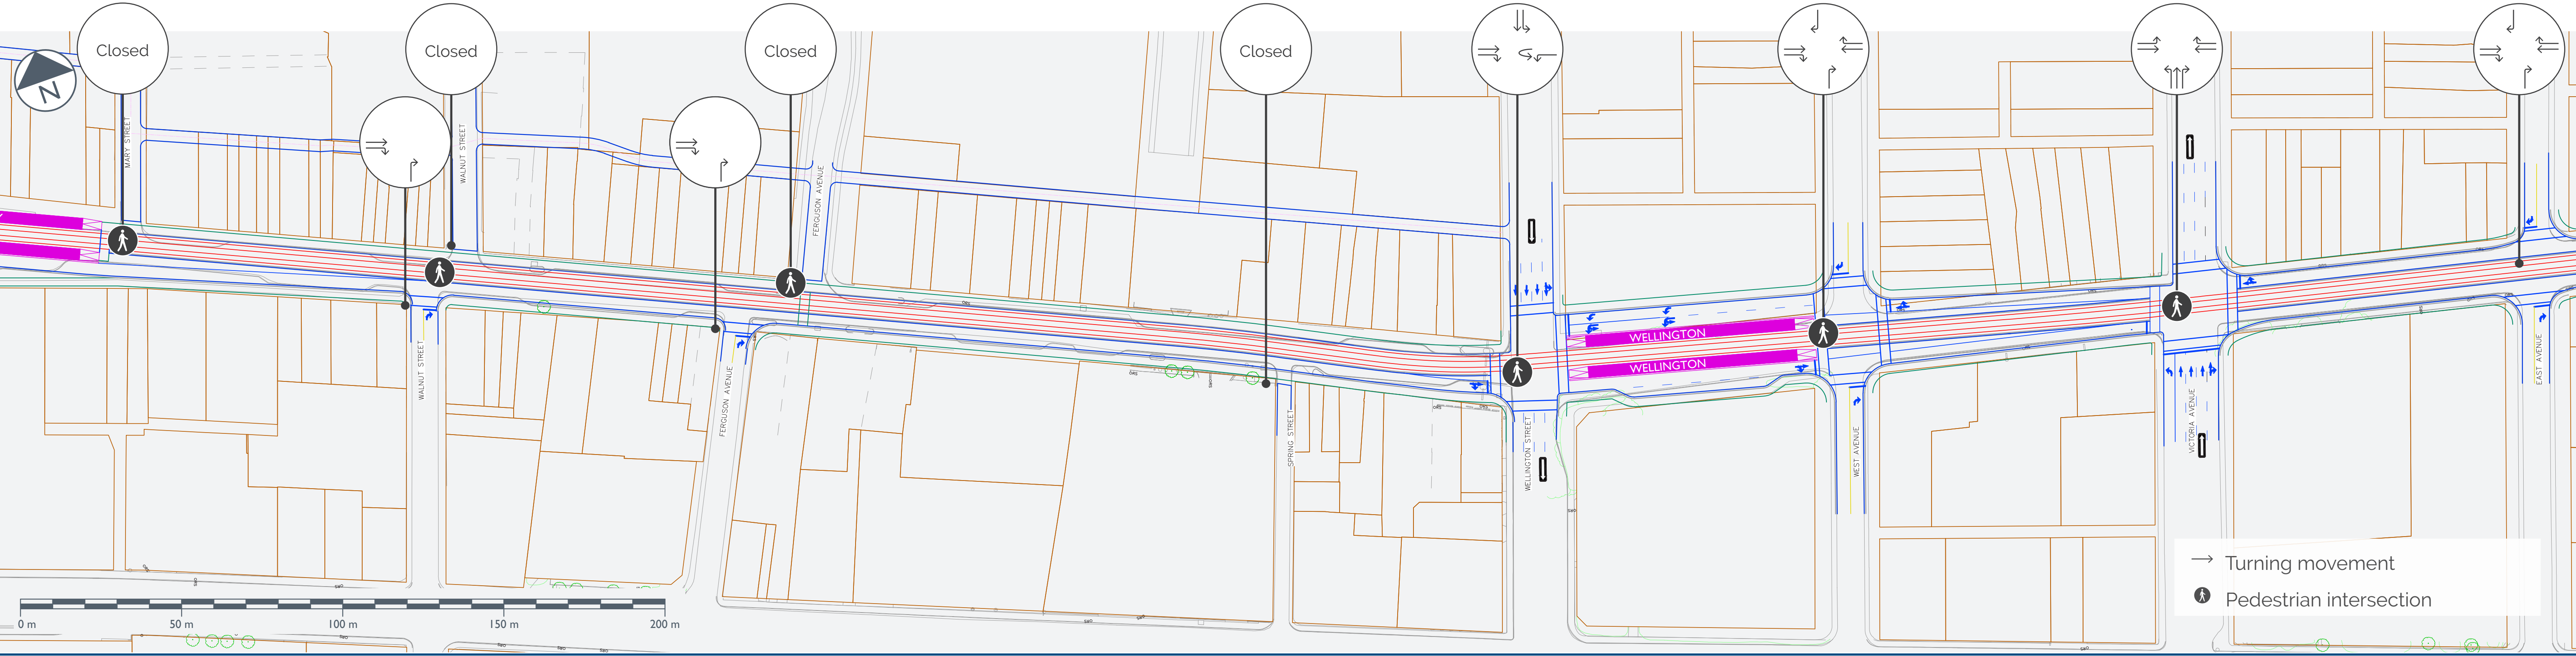 Closed
Closed
Closed
Closed
N
MARY STREET
WALNUT STREET
FERGUSON AVENUE
WELLINGTON
WELLINGTON
WALNUT STREET
FERGUSON AVENUE
SPRING STREET
WELLINGTON STREET
WEST AVENUE
VICTORIA AVENUE
EAST AVENUE
Turning movement
Pedestrian intersection
0 m
50 m
100 m
150 m
200 m